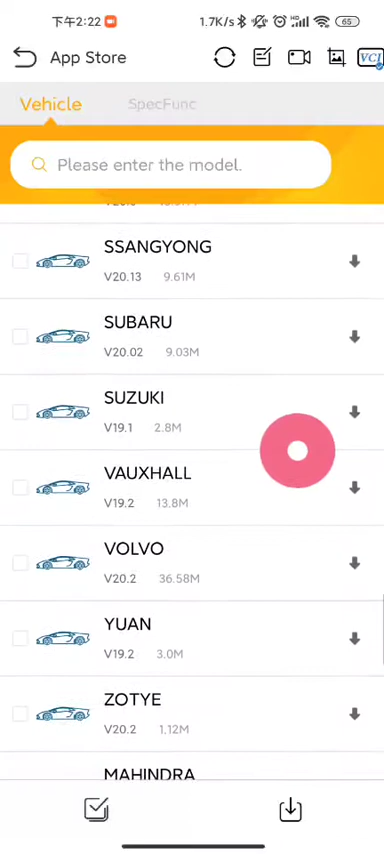 下午2:22 1.7K/s HD 65
App Store VCI
Vehicle SpecFunc
Please enter the model.
SSANGYONG
V20.13 9.61M
SUBARU
V20.02 9.03M
SUZUKI
V19.1 2.8M
VAUXHALL
V19.2 13.8M
VOLVO
V20.2 36.58M
YUAN
V19.2 3.0M
ZOTYE
V20.2 1.12M
MAHINDRA